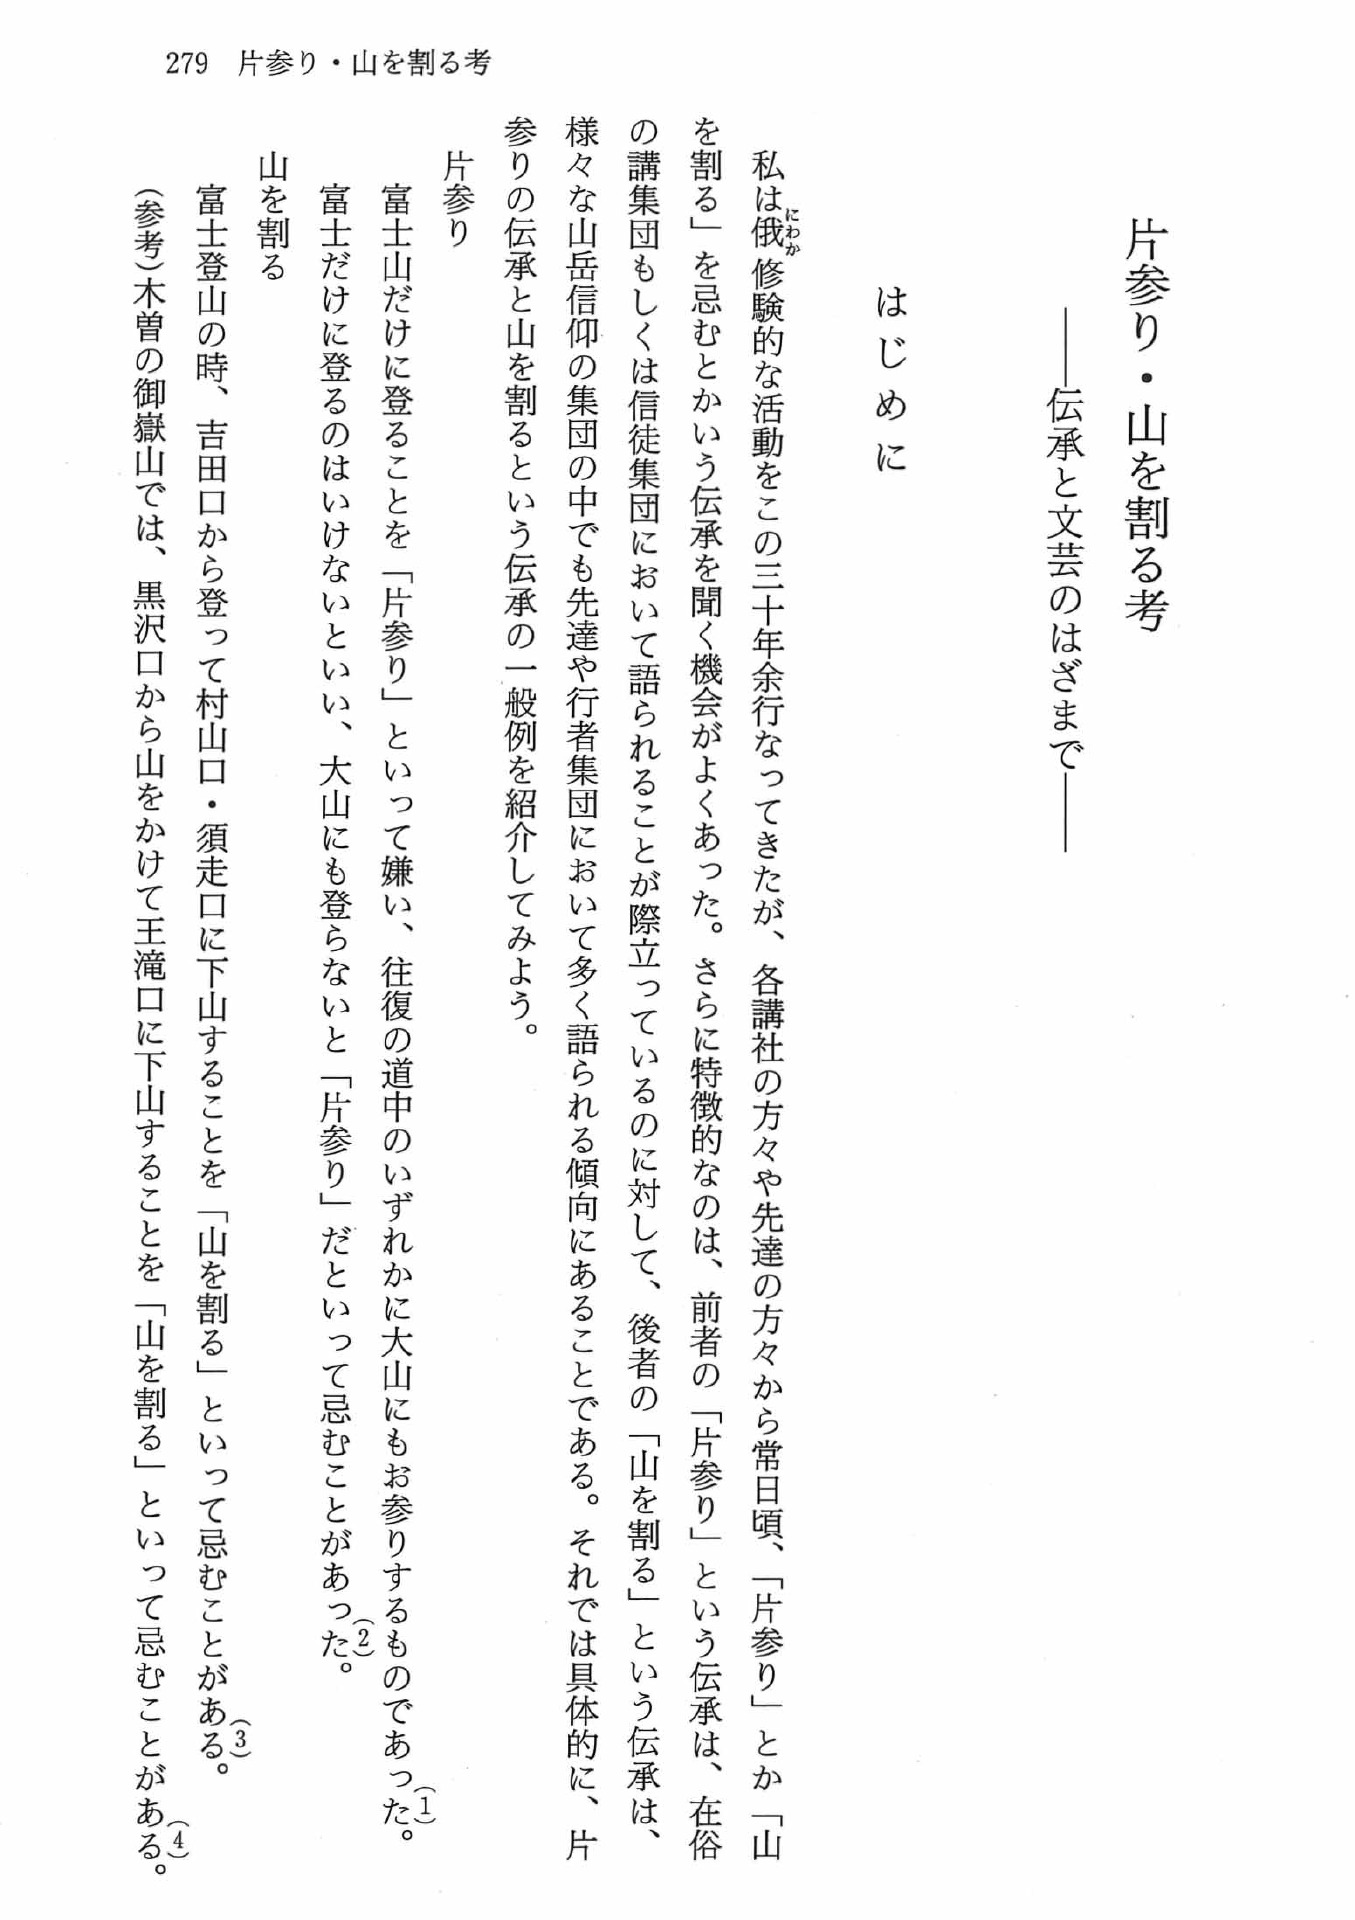 279　片参り・山を割る考
片参り・山を割る考
――伝承と文芸のはざまで――
はじめに
私は俄にわか修験的な活動をこの三十年余行なってきたが、各講社の方々や先達の方々から常日頃、「片参り」とか「山
を割る」を忌むとかいう伝承を聞く機会がよくあった。さらに特徴的なのは、前者の「片参り」という伝承は、在俗
の講集団もしくは信徒集団において語られることが際立っているのに対して、後者の「山を割る」という伝承は、
様々な山岳信仰の集団の中でも先達や行者集団において多く語られる傾向にあることである。それでは具体的に、片
参りの伝承と山を割るという伝承の一般例を紹介してみよう。
片参り
富士山だけに登ることを「片参り」といって嫌い、往復の道中のいずれかに大山にもお参りするものであった(1)。
富士だけに登るのはいけないといい、大山にも登らないと「片参り」だといって忌むことがあった(2)。
山を割る
富士登山の時、吉田口から登って村山口・須走口に下山することを「山を割る」といって忌むことがある(3)。
(参考)木曽の御嶽山では、黒沢口から山をかけて王滝口に下山することを「山を割る」といって忌むことがある(4)。